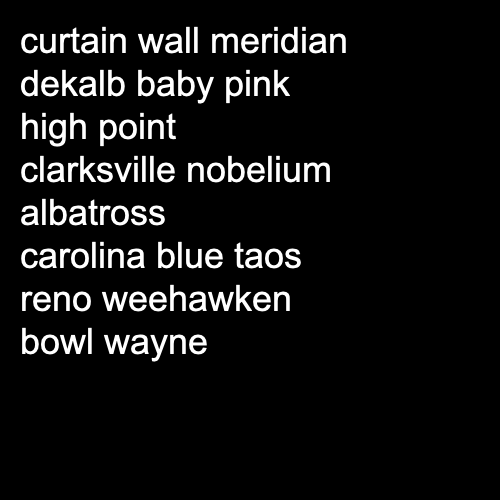 curtain wall meridian
dekalb baby pink
high point
clarksville nobelium
albatross
carolina blue taos
reno weehawken
bowl wayne